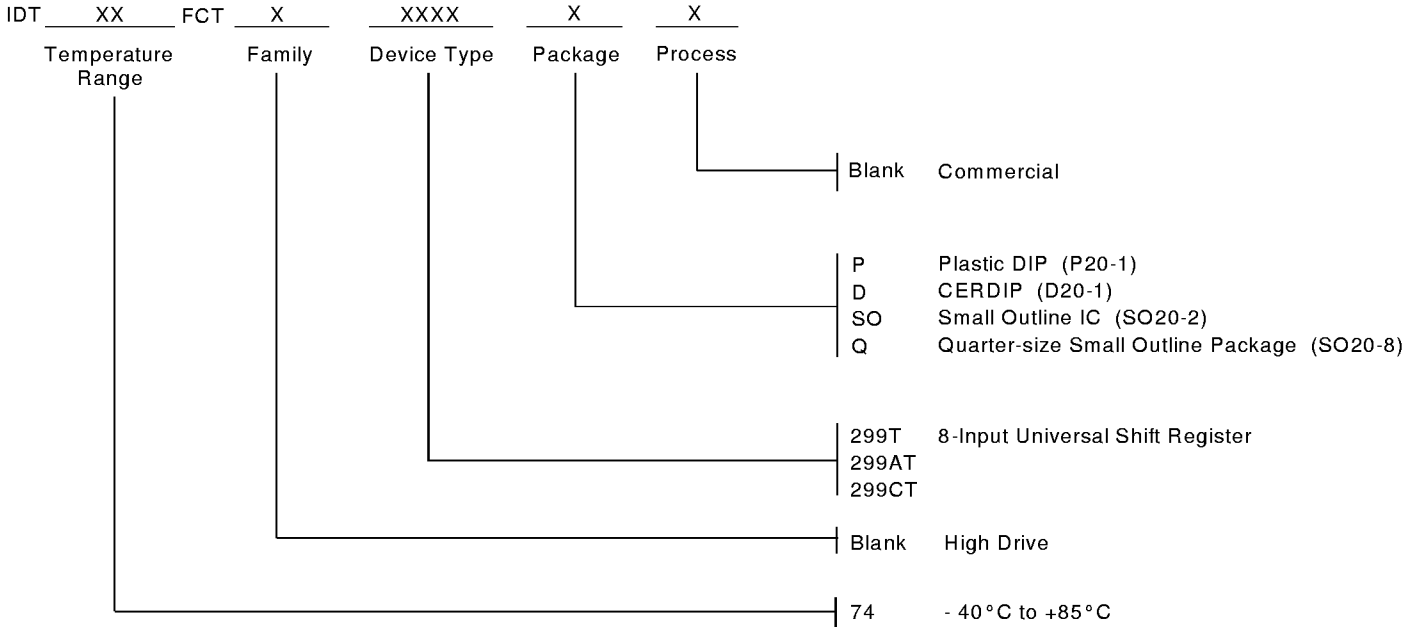 IDT XX FCT X XXXX X X
Temperature Range Family Device Type Package Process
Blank Commercial
P Plastic DIP (P20-1)
D CERDIP (D20-1)
SO Small Outline IC (SO20-2)
Q Quarter-size Small Outline Package (SO20-8)
299T 8-Input Universal Shift Register
299AT
299CT
Blank High Drive
74 - 40°C to +85°C